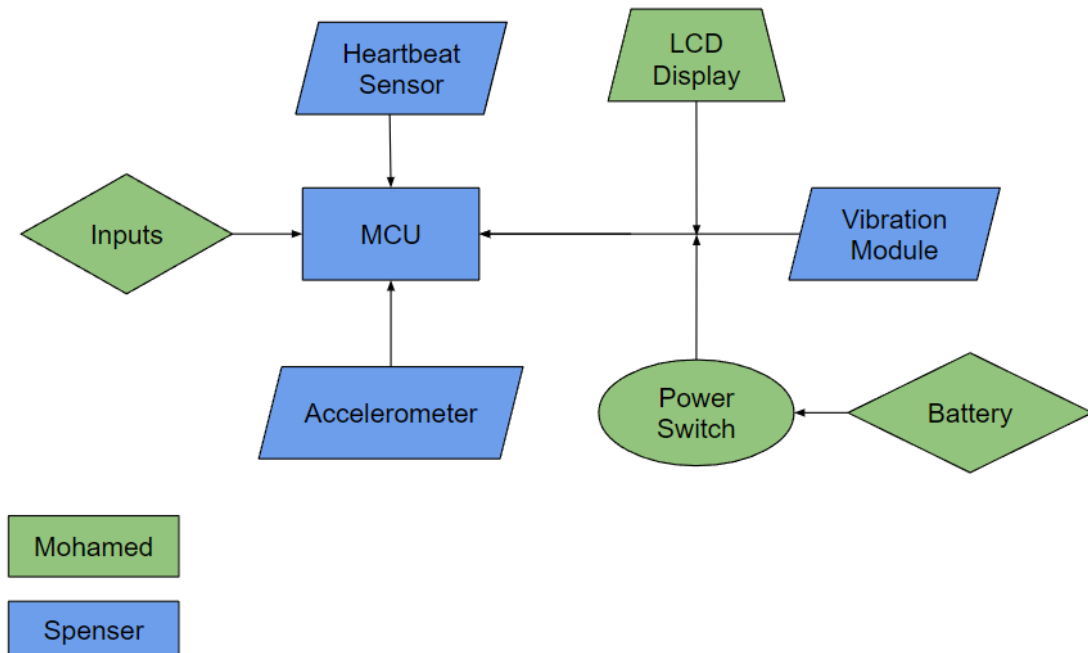 Heartbeat
Sensor
LCD
Display
Inputs
MCU
Vibration
Module
Accelerometer
Power
Switch
Battery
Mohamed
Spenser